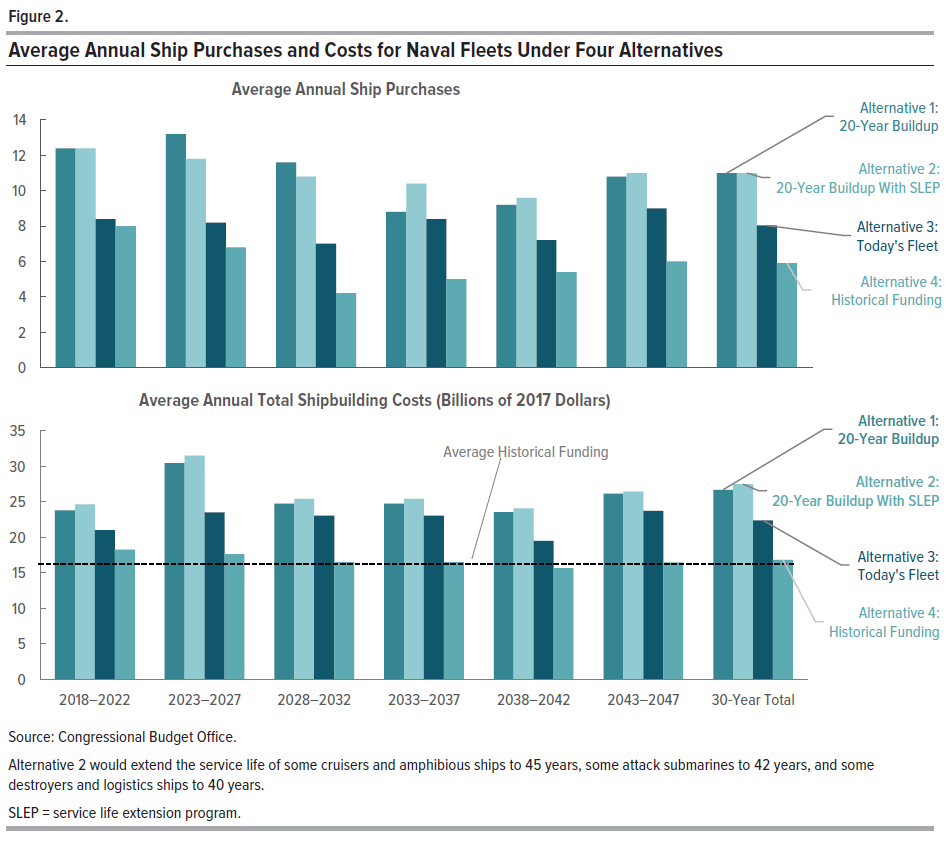 Figure 2.
Average Annual Ship Purchases and Costs for Naval Fleets Under Four Alternatives
Average Annual Ship Purchases
14
12
10
8
6
4
2
0
Alternative 1:
20-Year Buildup
Alternative 2:
20-Year Buildup With SLEP
Alternative 3:
Today's Fleet
Alternative 4:
Historical Funding
Average Annual Total Shipbuilding Costs (Billions of 2017 Dollars)
35
30
25
20
15
10
5
0
Average Historical Funding
Alternative 1:
20-Year Buildup
Alternative 2:
20-Year Buildup With SLEP
Alternative 3:
Today's Fleet
Alternative 4:
Historical Funding
2018–2022 2023–2027 2028–2032 2033–2037 2038–2042 2043–2047 30-Year Total
Source: Congressional Budget Office.
Alternative 2 would extend the service life of some cruisers and amphibious ships to 45 years, some attack submarines to 42 years, and some
destroyers and logistics ships to 40 years.
SLEP = service life extension program.